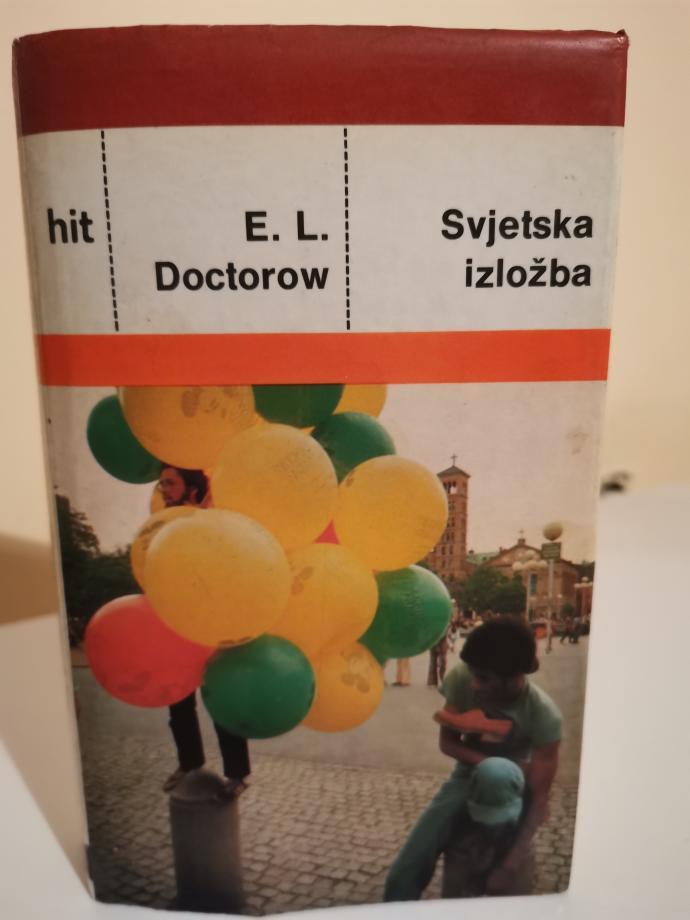 hit
E. L.
Doctorow
Svjetska
izložba